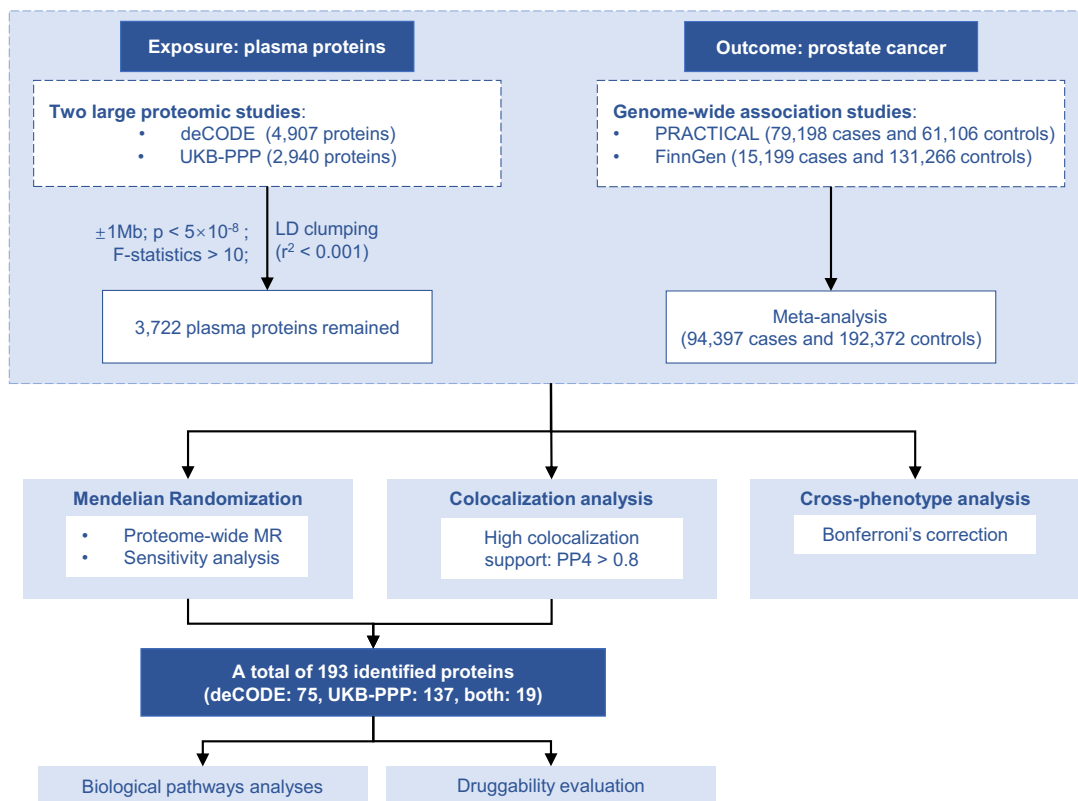 Exposure: plasma proteins
Two large proteomic studies:
• deCODE (4,907 proteins)
• UKB-PPP (2,940 proteins)
±1Mb; p < 5×10⁻⁸ ;
F-statistics > 10;
LD clumping
(r² < 0.001)
3,722 plasma proteins remained
Outcome: prostate cancer
Genome-wide association studies:
• PRACTICAL (79,198 cases and 61,106 controls)
• FinnGen (15,199 cases and 131,266 controls)
Meta-analysis
(94,397 cases and 192,372 controls)
Mendelian Randomization
• Proteome-wide MR
• Sensitivity analysis
Colocalization analysis
High colocalization
support: PP4 > 0.8
Cross-phenotype analysis
Bonferroni’s correction
A total of 193 identified proteins
(deCODE: 75, UKB-PPP: 137, both: 19)
Biological pathways analyses
Druggability evaluation